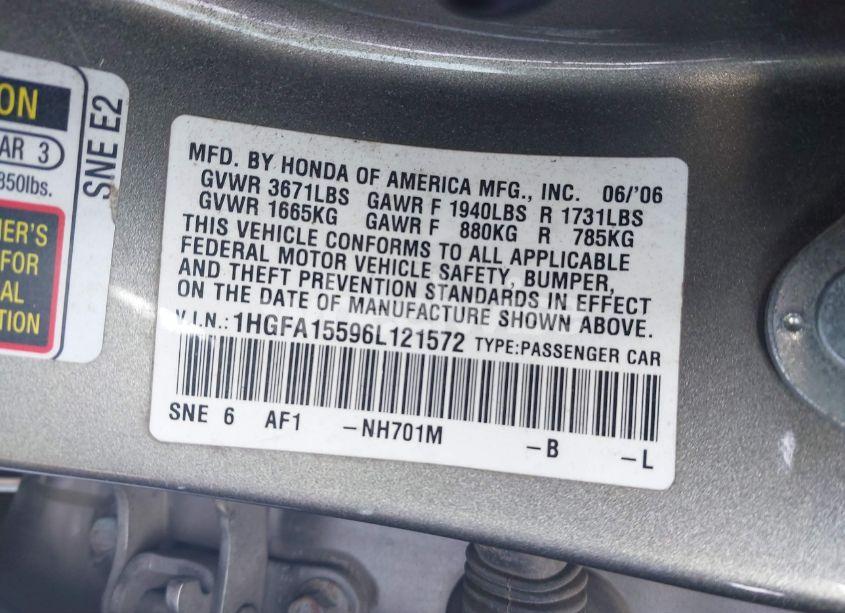 ON
AR 3
850lbs.
ER'S
FOR
AL
TION
SNE E2
MFD. BY HONDA OF AMERICA MFG., INC. 06/'06
GVWR 3671LBS GAWR F 1940LBS R 1731LBS
GVWR 1665KG GAWR F 880KG R 785KG
THIS VEHICLE CONFORMS TO ALL APPLICABLE
FEDERAL MOTOR VEHICLE SAFETY, BUMPER,
AND THEFT PREVENTION STANDARDS IN EFFECT
ON THE DATE OF MANUFACTURE SHOWN ABOVE.
V.I.N.: 1HGFA15596L121572 TYPE:PASSENGER CAR
SNE 6 AF1 -NH701M -B -L